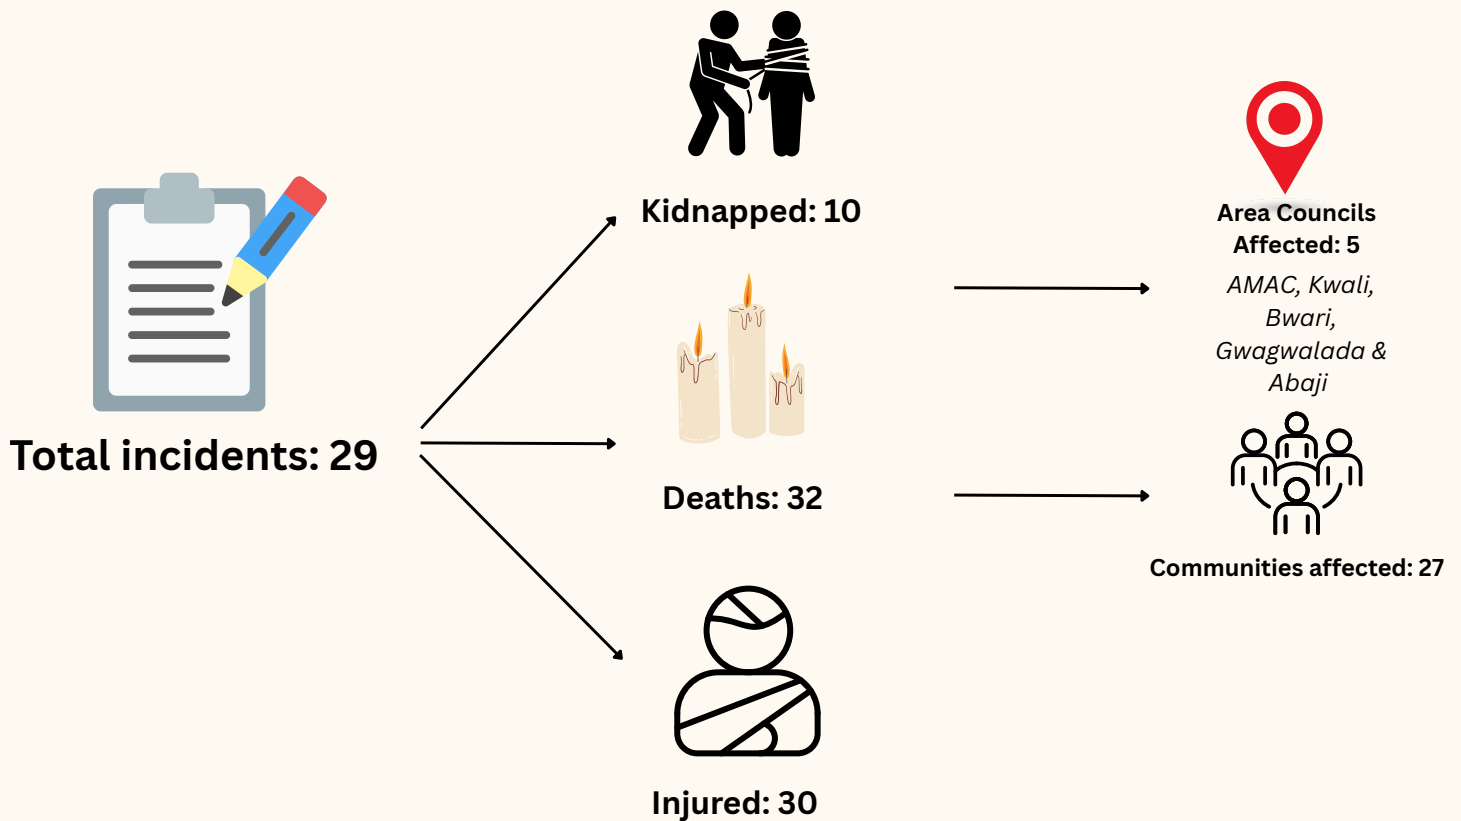 Total incidents: 29
Kidnapped: 10
Deaths: 32
Injured: 30
Area Councils
Affected: 5
AMAC, Kwali,
Bwari,
Gwagwalada &
Abaji
Communities affected: 27